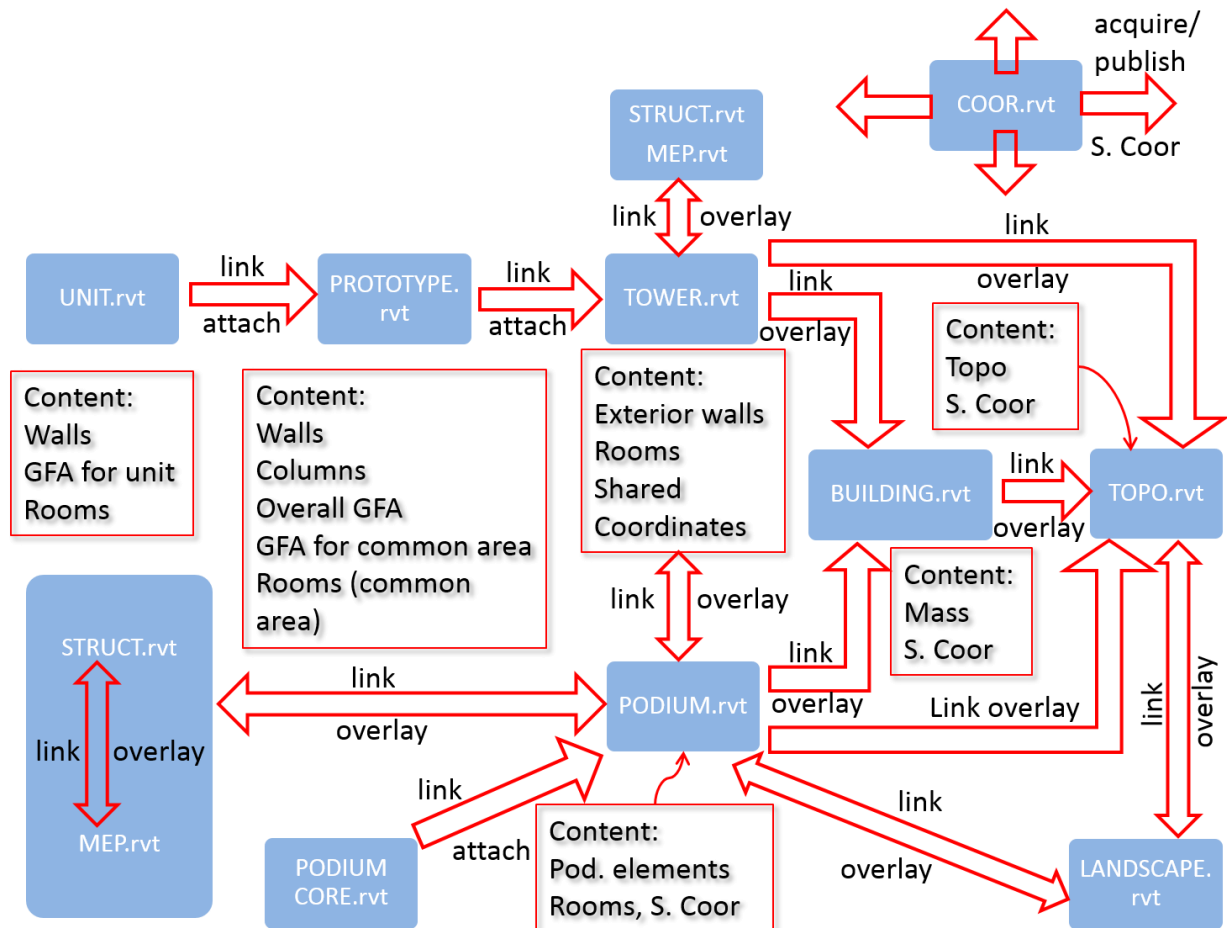 acquire/
publish
COOR.rvt
S. Coor
STRUCT.rvt
MEP.rvt
link
overlay
link
overlay
UNIT.rvt
link
attach
PROTOTYPE.
rvt
link
attach
TOWER.rvt
link
overlay
Content:
Topo
S. Coor
Content:
Walls
GFA for unit
Rooms
Content:
Walls
Columns
Overall GFA
GFA for common area
Rooms (common
area)
Content:
Exterior walls
Rooms
Shared
Coordinates
BUILDING.rvt
link
overlay
TOPO.rvt
Content:
Mass
S. Coor
link
overlay
STRUCT.rvt
link
overlay
MEP.rvt
link
overlay
PODIUM.rvt
link
overlay
Link overlay
link
overlay
link
attach
PODIUM
CORE.rvt
Content:
Pod. elements
Rooms, S. Coor
link
overlay
LANDSCAPE.
rvt